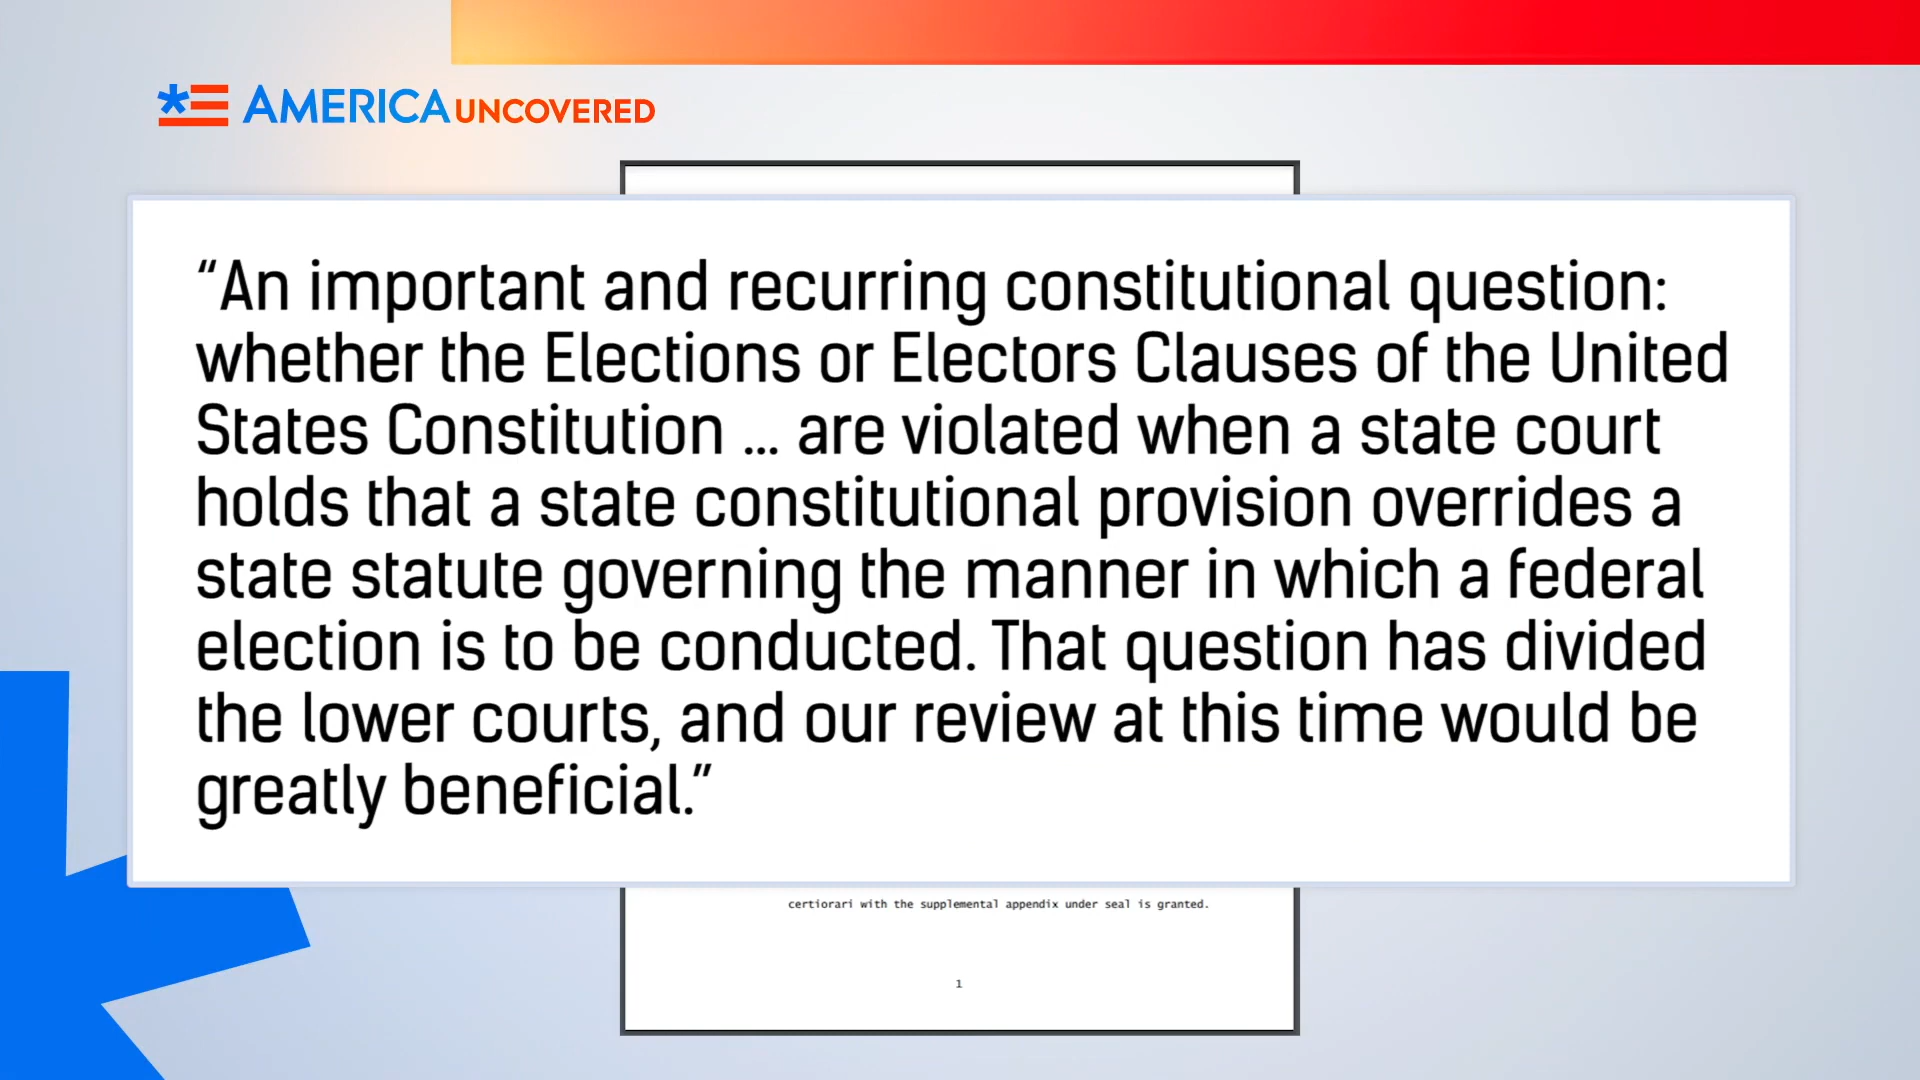 AMERICA UNCOVERED
“An important and recurring constitutional question:
whether the Elections or Electors Clauses of the United
States Constitution ... are violated when a state court
holds that a state constitutional provision overrides a
state statute governing the manner in which a federal
election is to be conducted. That question has divided
the lower courts, and our review at this time would be
greatly beneficial.”
certiorari with the supplemental appendix under seal is granted.
1